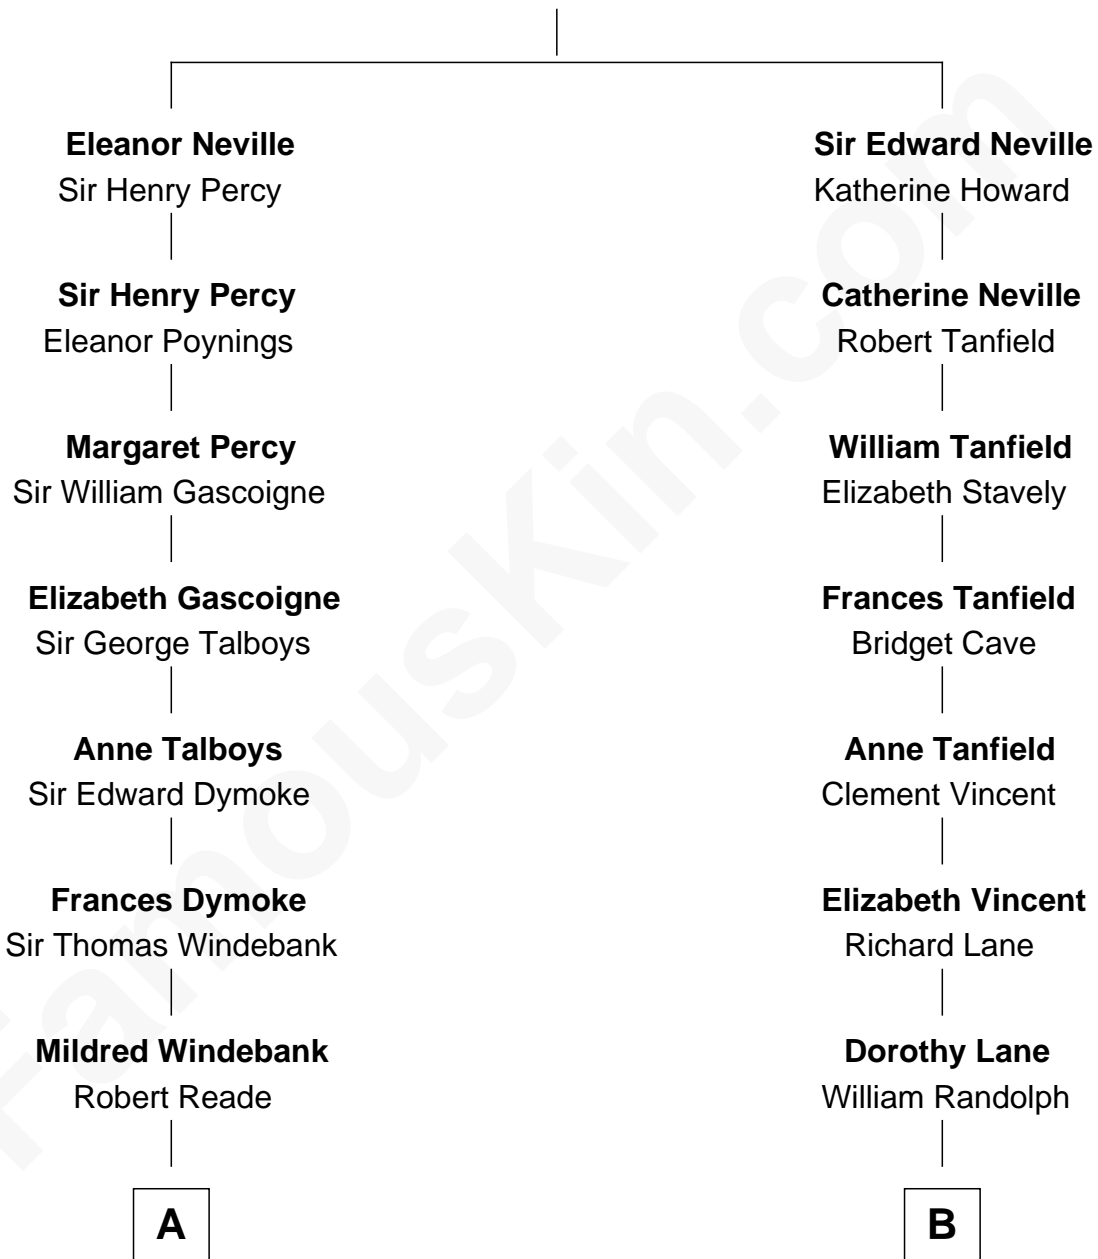 Eleanor Neville
Sir Henry Percy
Sir Edward Neville
Katherine Howard
Sir Henry Percy
Eleanor Poynings
Catherine Neville
Robert Tanfield
Margaret Percy
Sir William Gascoigne
William Tanfield
Elizabeth Stavely
Elizabeth Gascoigne
Sir George Talboys
Frances Tanfield
Bridget Cave
Anne Talboys
Sir Edward Dymoke
Anne Tanfield
Clement Vincent
Frances Dymoke
Sir Thomas Windebank
Elizabeth Vincent
Richard Lane
Mildred Windebank
Robert Reade
Dorothy Lane
William Randolph
A
B
FamousKin.com